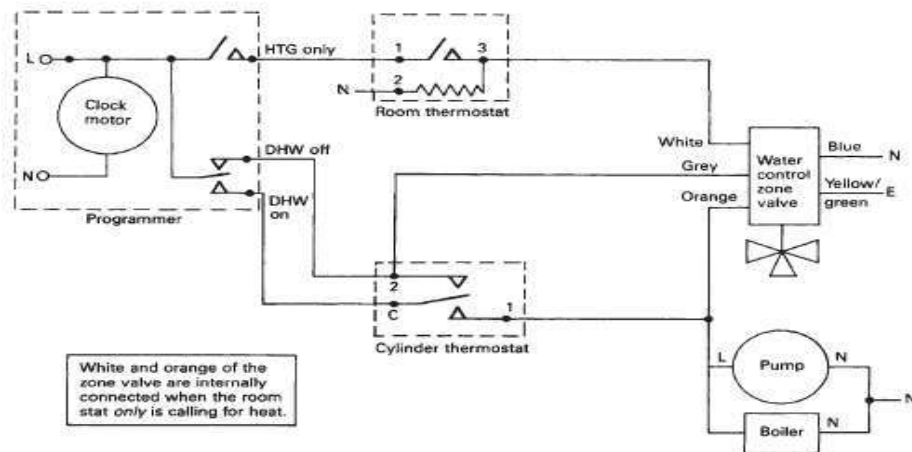 L
HTG only
1
3
2
N
Room thermostat
Clock
motor
N
DHW off
DHW
on
Programmer
White
Grey
Orange
Water
control
zone
valve
Blue
N
Yellow/
green
E
2
C
1
Cylinder thermostat
White and orange of the
zone valve are internally
connected when the room
stat only is calling for heat.
L
Pump
N
N
Boiler
N